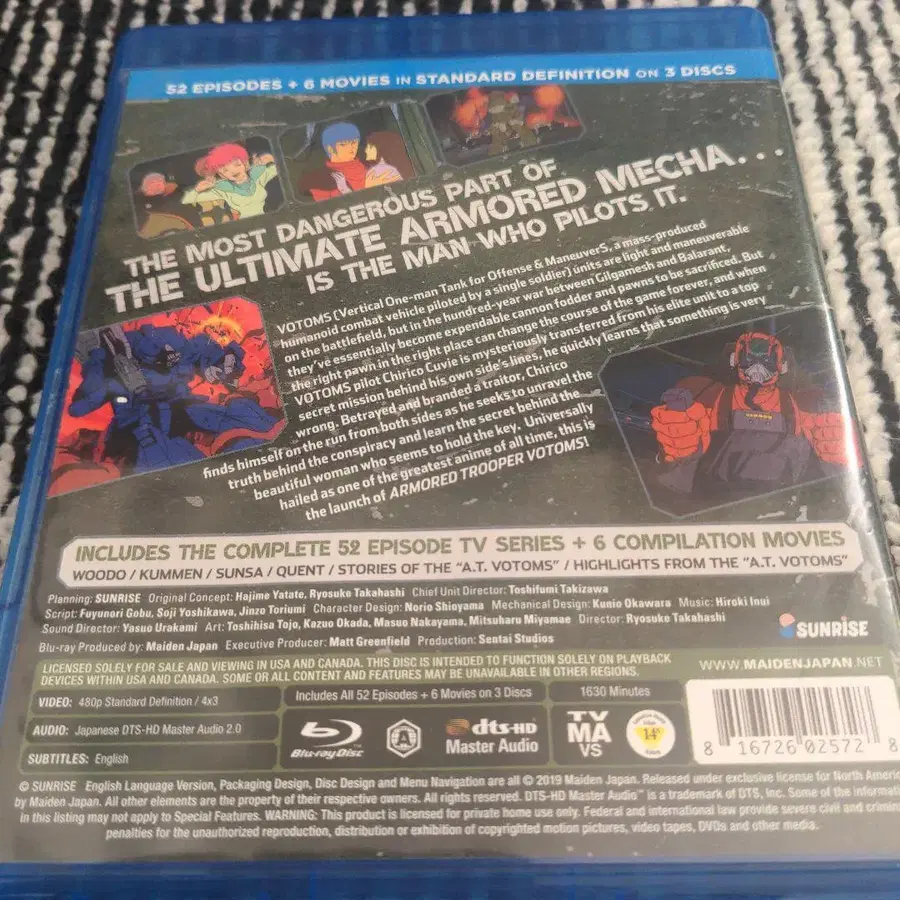 52 EPISODES + 6 MOVIES IN STANDARD DEFINITION ON 3 DISCS
THE MOST DANGEROUS PART OF
THE ULTIMATE ARMORED MECHA...
IS THE MAN WHO PILOTS IT.
VOTOMS (Vertical One-man Tank for Offense & ManeuverS, a mass-produced
humanoid combat vehicle piloted by a single soldier) units are light and maneuverable
on the battlefield, but in the hundred-year war between Gilgamesh and Balarant,
they've essentially become expendable cannon fodder and pawns to be sacrificed. But
the right pawn in the right place can change the course of the game forever, and when
VOTOMS pilot Chirico Cuvie is mysteriously transferred from his elite unit to a top
secret mission behind his own side's lines, he quickly learns that something is very
wrong. Betrayed and branded a traitor, Chirico
finds himself on the run from both sides as he seeks to unravel the
truth behind the conspiracy and learn the secret behind the
beautiful woman who seems to hold the key. Universally
hailed as one of the greatest anime of all time, this is
the launch of ARMORED TROOPER VOTOMS!
INCLUDES THE COMPLETE 52 EPISODE TV SERIES + 6 COMPILATION MOVIES
WOODO / KUMMEN / SUNSA / QUENT / STORIES OF THE "A.T. VOTOMS" / HIGHLIGHTS FROM THE "A.T. VOTOMS"
Planning: SUNRISE Original Concept: Hajime Yatate, Ryosuke Takahashi Chief Unit Director: Toshifumi Takizawa
Script: Fuyunori Gobu, Soji Yoshikawa, Jinzo Toriumi Character Design: Norio Shioyama Mechanical Design: Kunio Okawara Music: Hiroki Inui
Sound Director: Yasuo Urakami Art: Toshihisa Tojo, Kazuo Okada, Masuo Nakayama, Mitsuharu Miyamae Director: Ryosuke Takahashi
Blu-ray Produced by: Maiden Japan Executive Producer: Matt Greenfield Production: Sentai Studios
SUNRISE
LICENSED SOLELY FOR SALE AND VIEWING IN USA AND CANADA. THIS DISC IS INTENDED TO FUNCTION SOLELY ON PLAYBACK
DEVICES WITHIN USA AND CANADA. SOME OR ALL CONTENT AND FEATURES MAY BE UNAVAILABLE IN OTHER REGIONS.
WWW.MAIDENJAPAN.NET
VIDEO: 480p Standard Definition / 4x3
Includes All 52 Episodes + 6 Movies on 3 Discs
1630 Minutes
AUDIO: Japanese DTS-HD Master Audio 2.0
SUBTITLES: English
Blu-ray Disc
A
dts-HD
Master Audio
TV
MA
VS
14
8 16726 02572 8
© SUNRISE English Language Version, Packaging Design, Disc Design and Menu Navigation are all © 2019 Maiden Japan. Released under exclusive license for North Americ
by Maiden Japan. All other elements are the property of their respective owners. All rights reserved. DTS-HD Master Audio™ is a trademark of DTS, Inc. Some of the informati
in this listing may not apply to Special Features. WARNING: This product is licensed for private home use only. Federal and international law provide severe civil and crimin
penalties for the unauthorized reproduction, distribution or exhibition of copyrighted motion pictures, video tapes, DVDs and other media.